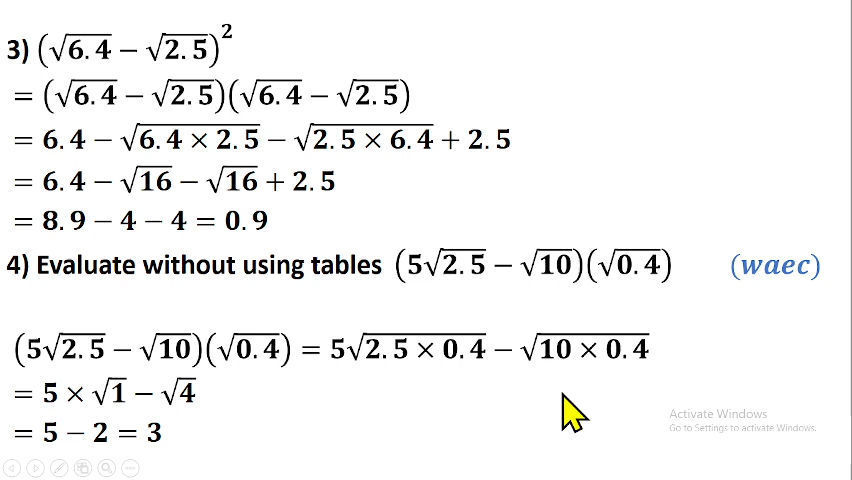 3) (√6.4 − √2.5)²
= (√6.4 − √2.5)(√6.4 − √2.5)
= 6.4 − √6.4 × 2.5 − √2.5 × 6.4 + 2.5
= 6.4 − √16 − √16 + 2.5
= 8.9 − 4 − 4 = 0.9
4) Evaluate without using tables (5√2.5 − √10)(√0.4) (waec)
(5√2.5 − √10)(√0.4) = 5√2.5 × 0.4 − √10 × 0.4
= 5 × √1 − √4
= 5 − 2 = 3
Activate Windows
Go to Settings to activate Windows.